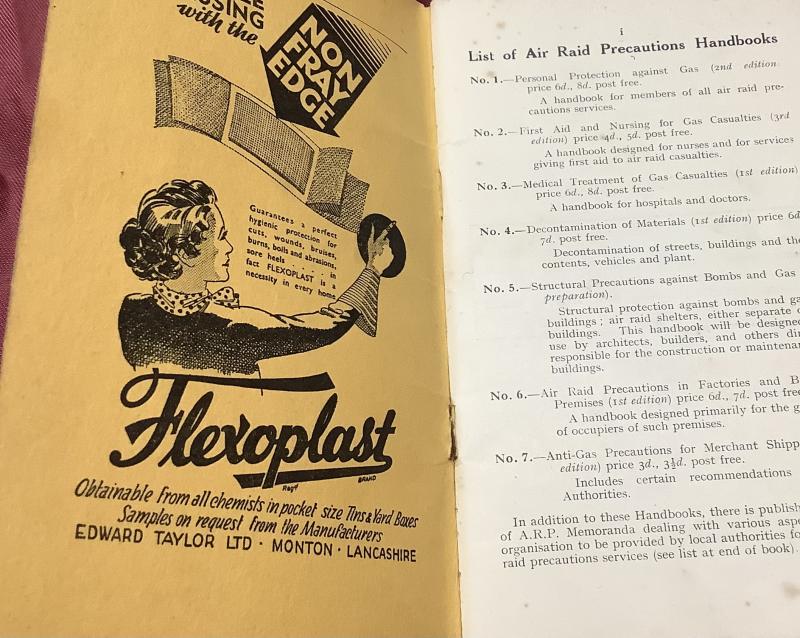 USING
with the
NON
FRAY
EDGE
Guarantees a perfect
hygienic protection for
cuts, wounds, bruises,
burns, boils and abrasions,
sore heels . . . in
fact FLEXOPLAST is a
necessity in every home
Flexoplast
Regd BRAND
Obtainable from all chemists in pocket size Tins & Yard Boxes
Samples on request from the Manufacturers
EDWARD TAYLOR LTD · MONTON · LANCASHIRE
i
List of Air Raid Precautions Handbooks
No. 1.—Personal Protection against Gas (2nd edition
price 6d., 8d. post free.
A handbook for members of all air raid pre-
cautions services.
No. 2.—First Aid and Nursing for Gas Casualties (3rd
edition) price 4d., 5d. post free.
A handbook designed for nurses and for services
giving first aid to air raid casualties.
No. 3.—Medical Treatment of Gas Casualties (1st edition)
price 6d., 8d. post free.
A handbook for hospitals and doctors.
No. 4.—Decontamination of Materials (1st edition) price 6d
7d. post free.
Decontamination of streets, buildings and the
contents, vehicles and plant.
No. 5.—Structural Precautions against Bombs and Gas
preparation).
Structural protection against bombs and ga
buildings; air raid shelters, either separate o
buildings. This handbook will be designed
use by architects, builders, and others dir
responsible for the construction or maintenan
buildings.
No. 6.—Air Raid Precautions in Factories and B
Premises (1st edition) price 6d., 7d. post free
A handbook designed primarily for the g
of occupiers of such premises.
No. 7.—Anti-Gas Precautions for Merchant Shipp
edition) price 3d., 3½d. post free.
Includes certain recommendations
Authorities.
In addition to these Handbooks, there is publish
of A.R.P. Memoranda dealing with various aspe
organisation to be provided by local authorities fo
raid precautions services (see list at end of book).